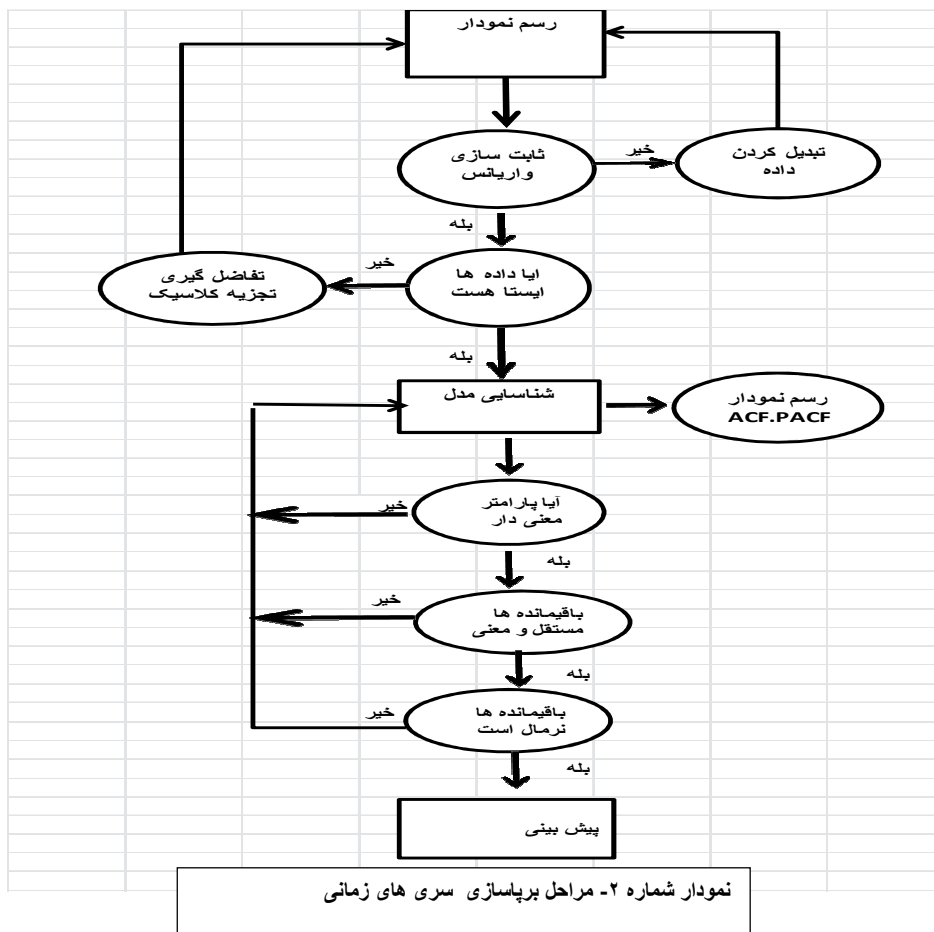 رسم نمودار
ثابت سازی
واریانس
خیر
تبدیل کردن
داده
بله
ایا داده ها
ایستا هست
خیر
تفاضل گیری
تجزیه کلاسیک
بله
شناسایی مدل
رسم نمودار
ACF.PACF
آیا پارامتر
معنی دار
خیر
بله
باقیمانده ها
مستقل و معنی
خیر
بله
باقیمانده ها
نرمال است
خیر
بله
پیش بینی
نمودار شماره ۲- مراحل برپاسازی سری های زمانی